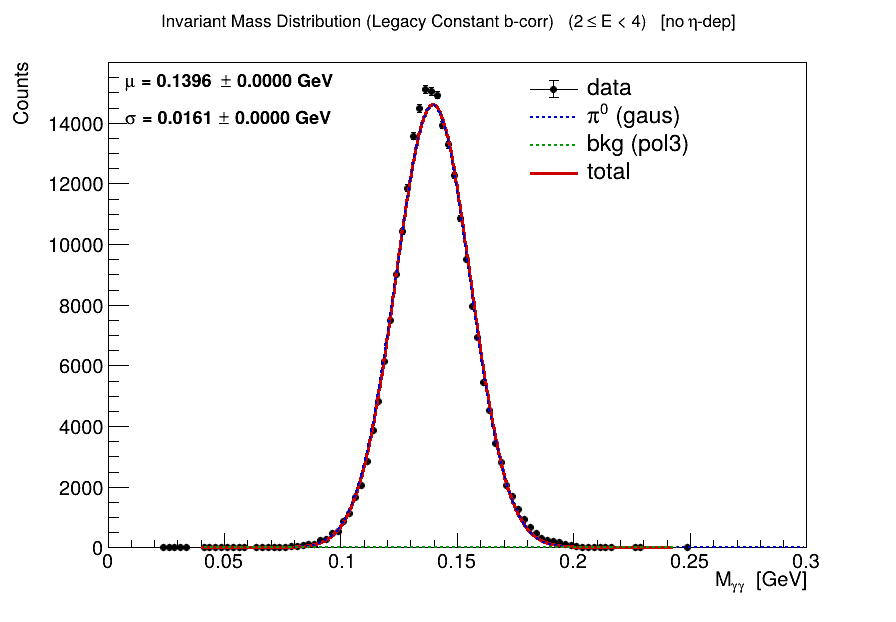 Invariant Mass Distribution (Legacy Constant b-corr) (2 ≤ E < 4) [no η-dep]
Counts
μ = 0.1396 ± 0.0000 GeV
σ = 0.0161 ± 0.0000 GeV
data
π⁰ (gaus)
bkg (pol3)
total
14000
12000
10000
8000
6000
4000
2000
0
0 0.05 0.1 0.15 0.2 0.25 0.3
Mγγ [GeV]